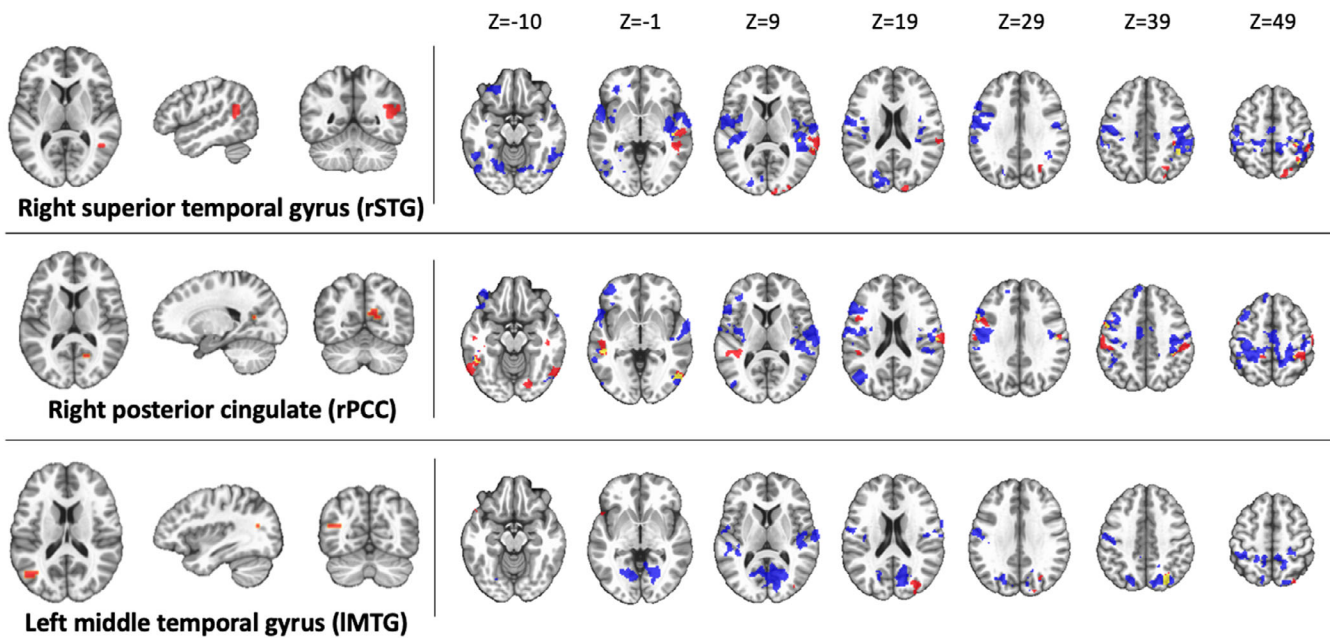 Z=-10 Z=-1 Z=9 Z=19 Z=29 Z=39 Z=49
Right superior temporal gyrus (rSTG)
Right posterior cingulate (rPCC)
Left middle temporal gyrus (lMTG)